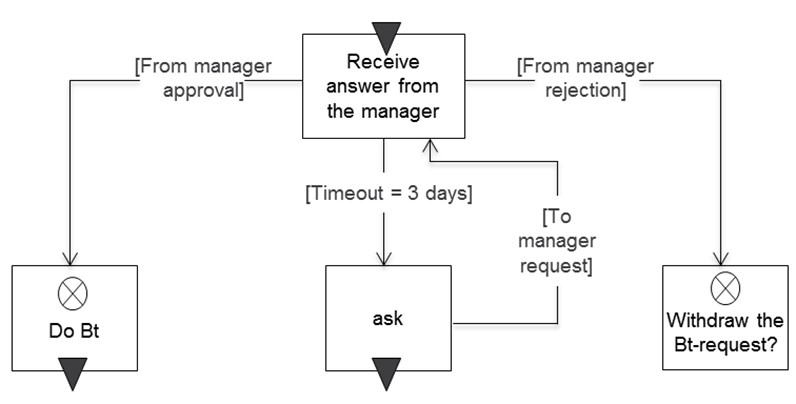 Receive
answer from
the manager
[From manager
approval]
[From manager
rejection]
[Timeout = 3 days]
[To
manager
request]
Do Bt
ask
Withdraw the
Bt-request?